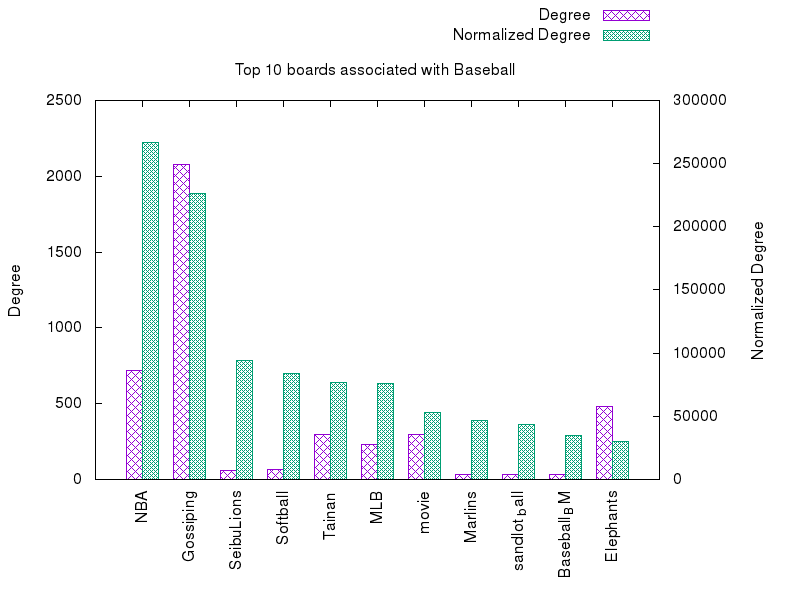 Degree
Normalized Degree
Top 10 boards associated with Baseball
2500
2000
1500
1000
500
0
300000
250000
200000
150000
100000
50000
0
Degree
Normalized Degree
NBA
Gossiping
SeibuLions
Softball
Tainan
MLB
movie
Marlins
sandlot_ball
Baseball_BM
Elephants